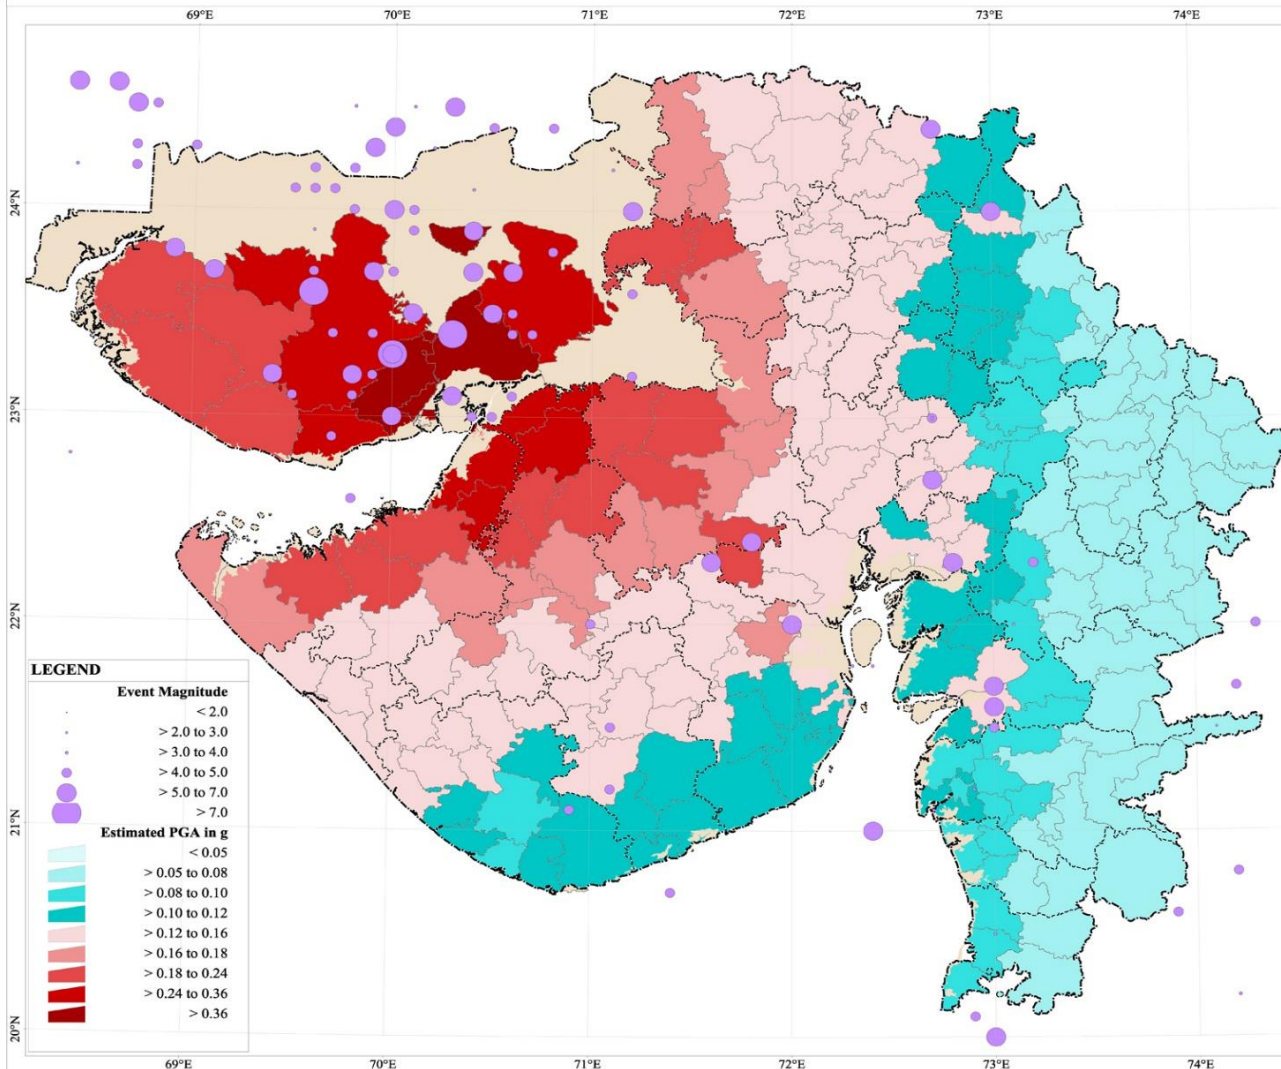 69°E 70°E 71°E 72°E 73°E 74°E
24°N
23°N
22°N
21°N
20°N
LEGEND
Event Magnitude
< 2.0
> 2.0 to 3.0
> 3.0 to 4.0
> 4.0 to 5.0
> 5.0 to 7.0
> 7.0
Estimated PGA in g
< 0.05
> 0.05 to 0.08
> 0.08 to 0.10
> 0.10 to 0.12
> 0.12 to 0.16
> 0.16 to 0.18
> 0.18 to 0.24
> 0.24 to 0.36
> 0.36
69°E 70°E 71°E 72°E 73°E 74°E